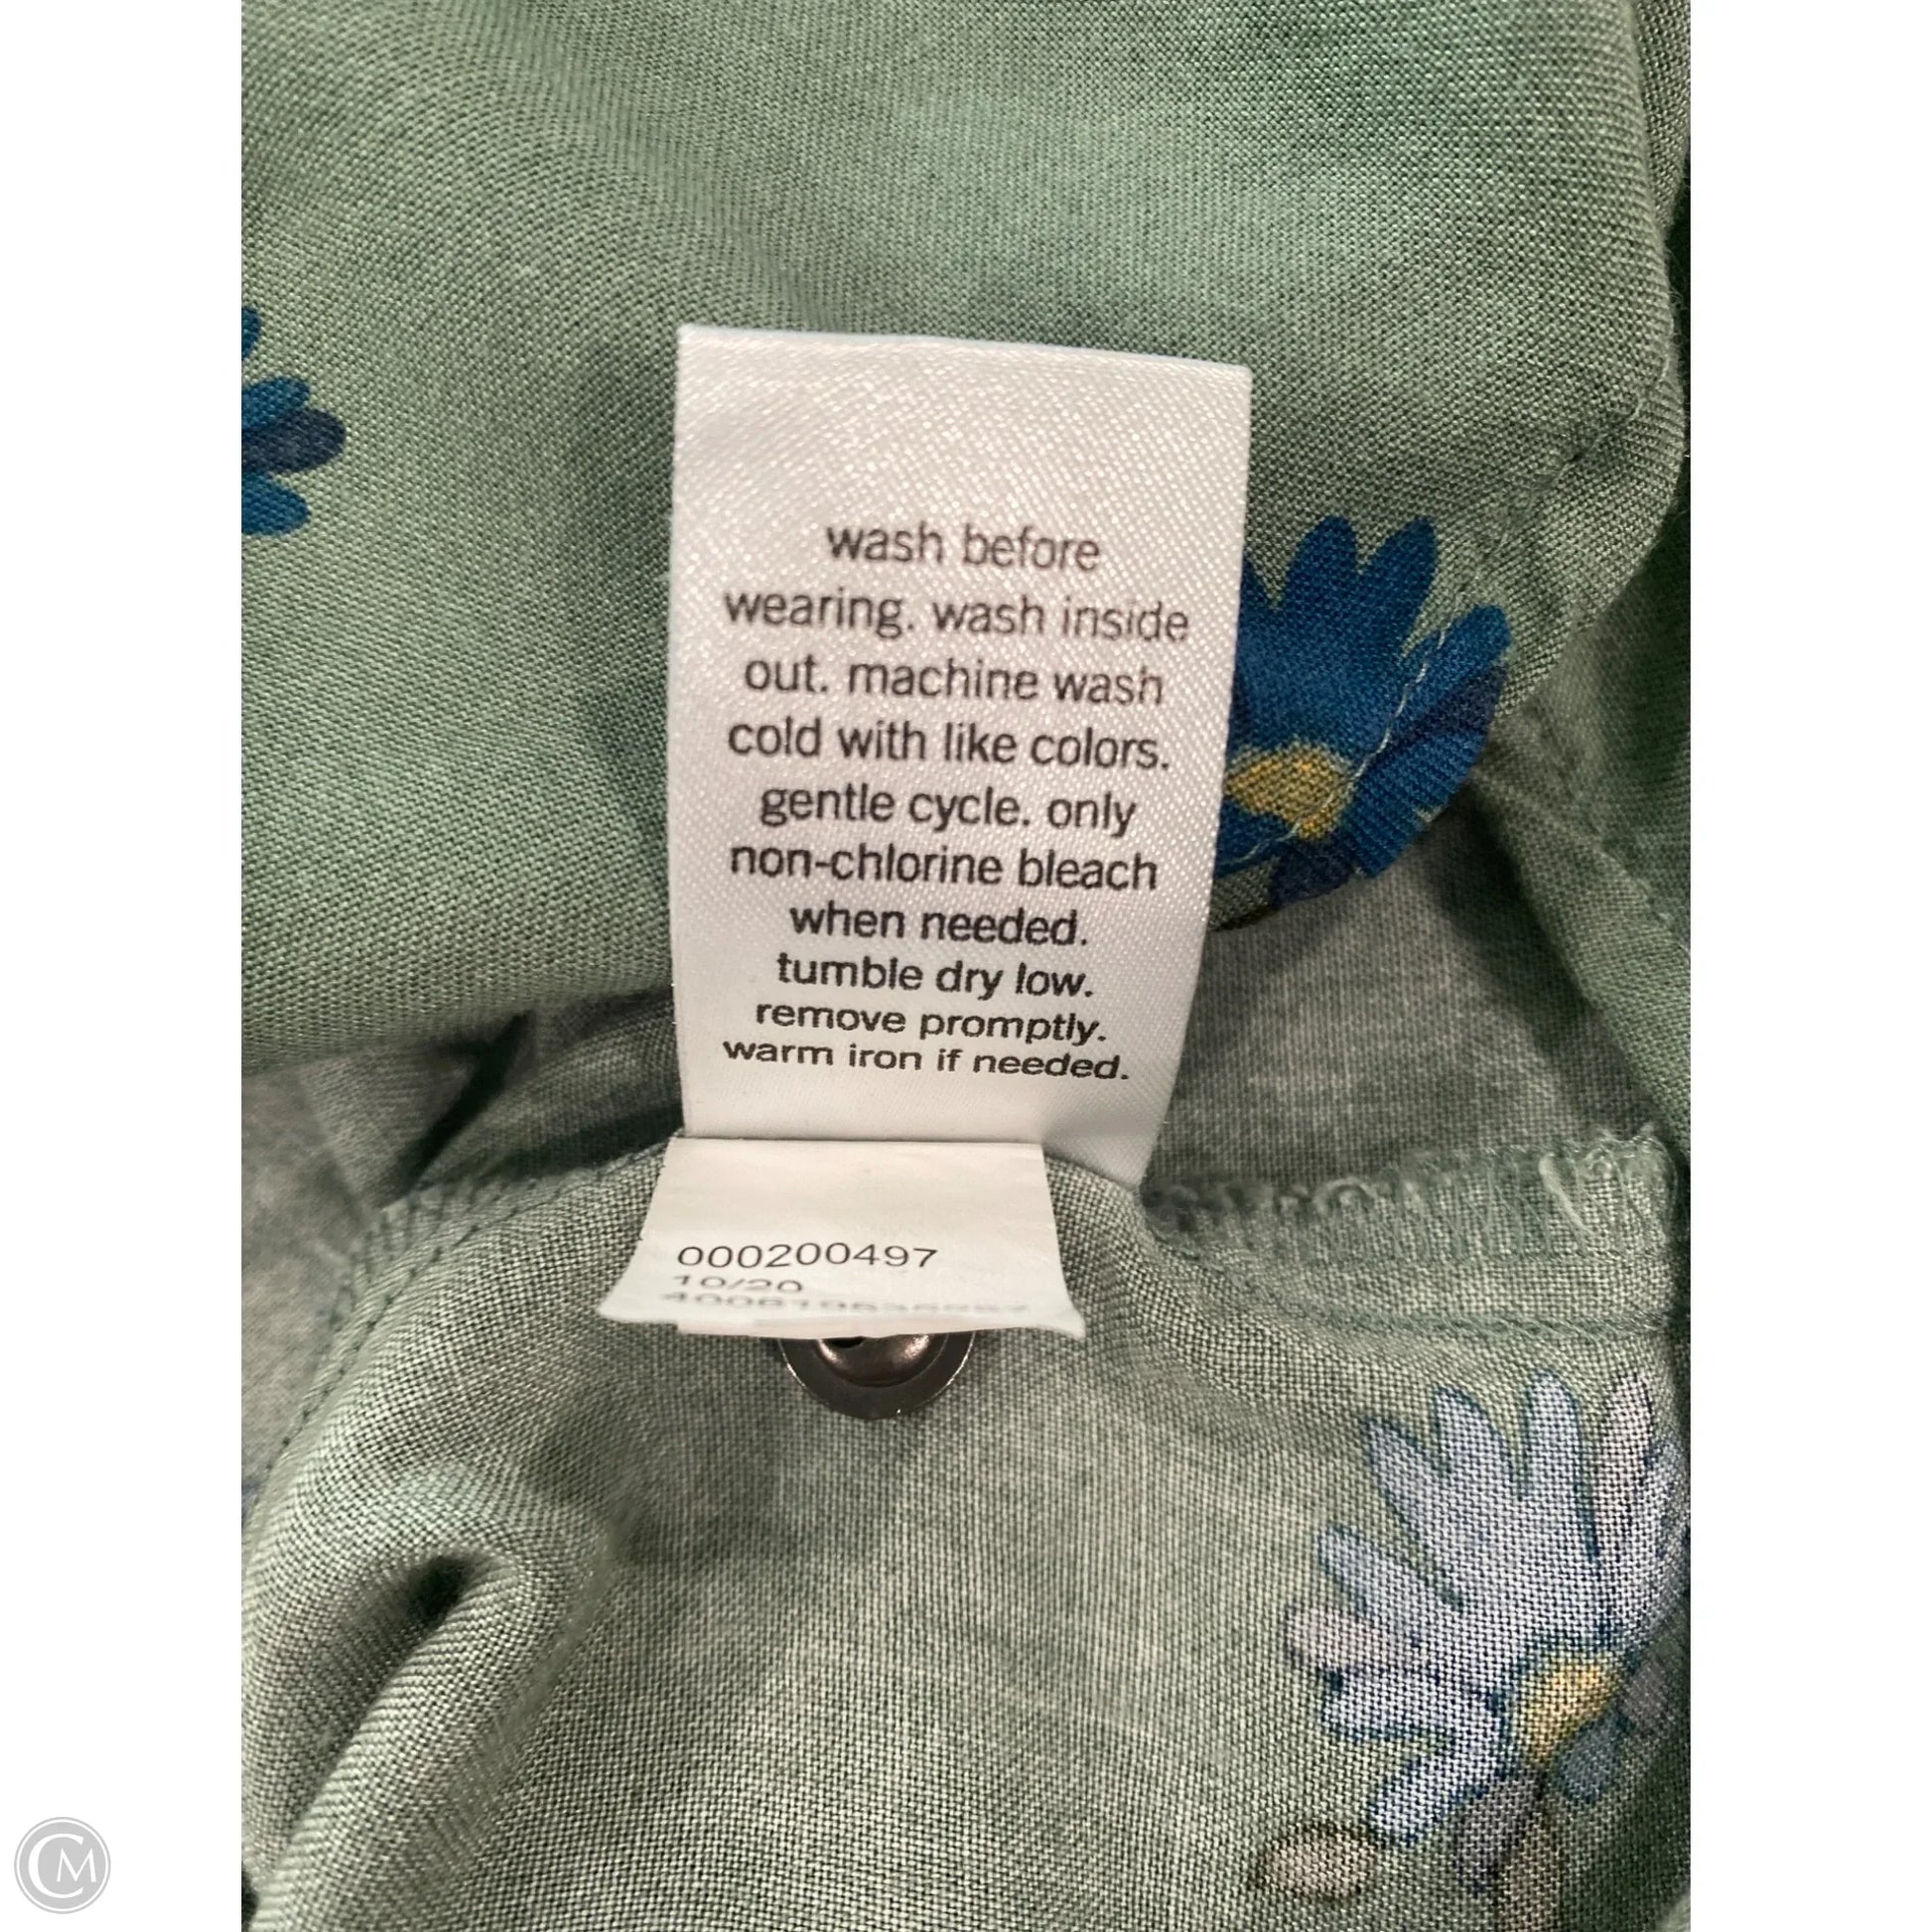 wash before
wearing. wash inside
out. machine wash
cold with like colors.
gentle cycle. only
non-chlorine bleach
when needed.
tumble dry low.
remove promptly.
warm iron if needed.
000200497
10/20
CM